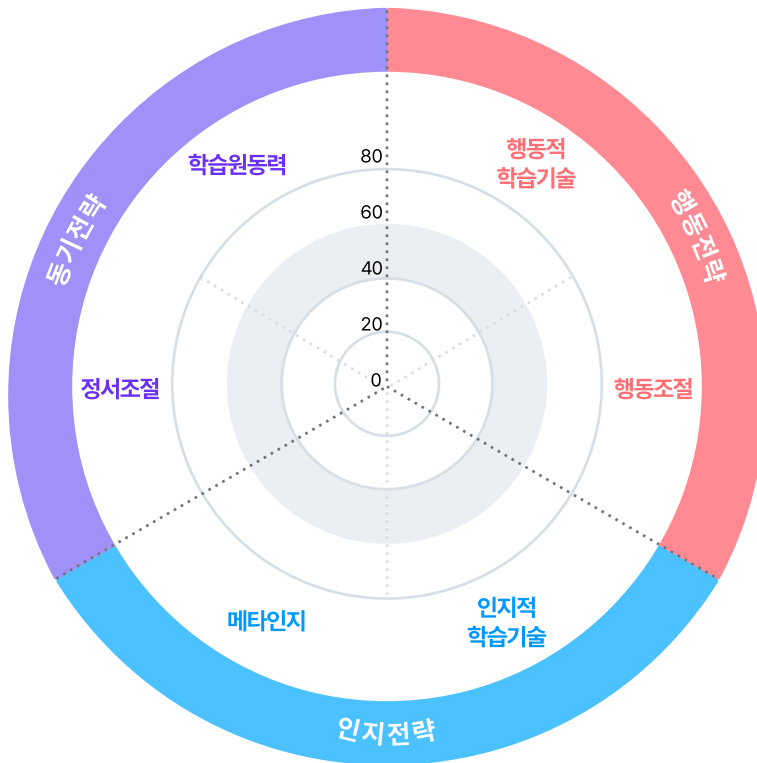 학습원동력
행동적
학습기술
80
60
40
20
0
동기전략
행동전략
정서조절
행동조절
메타인지
인지적
학습기술
인지전략